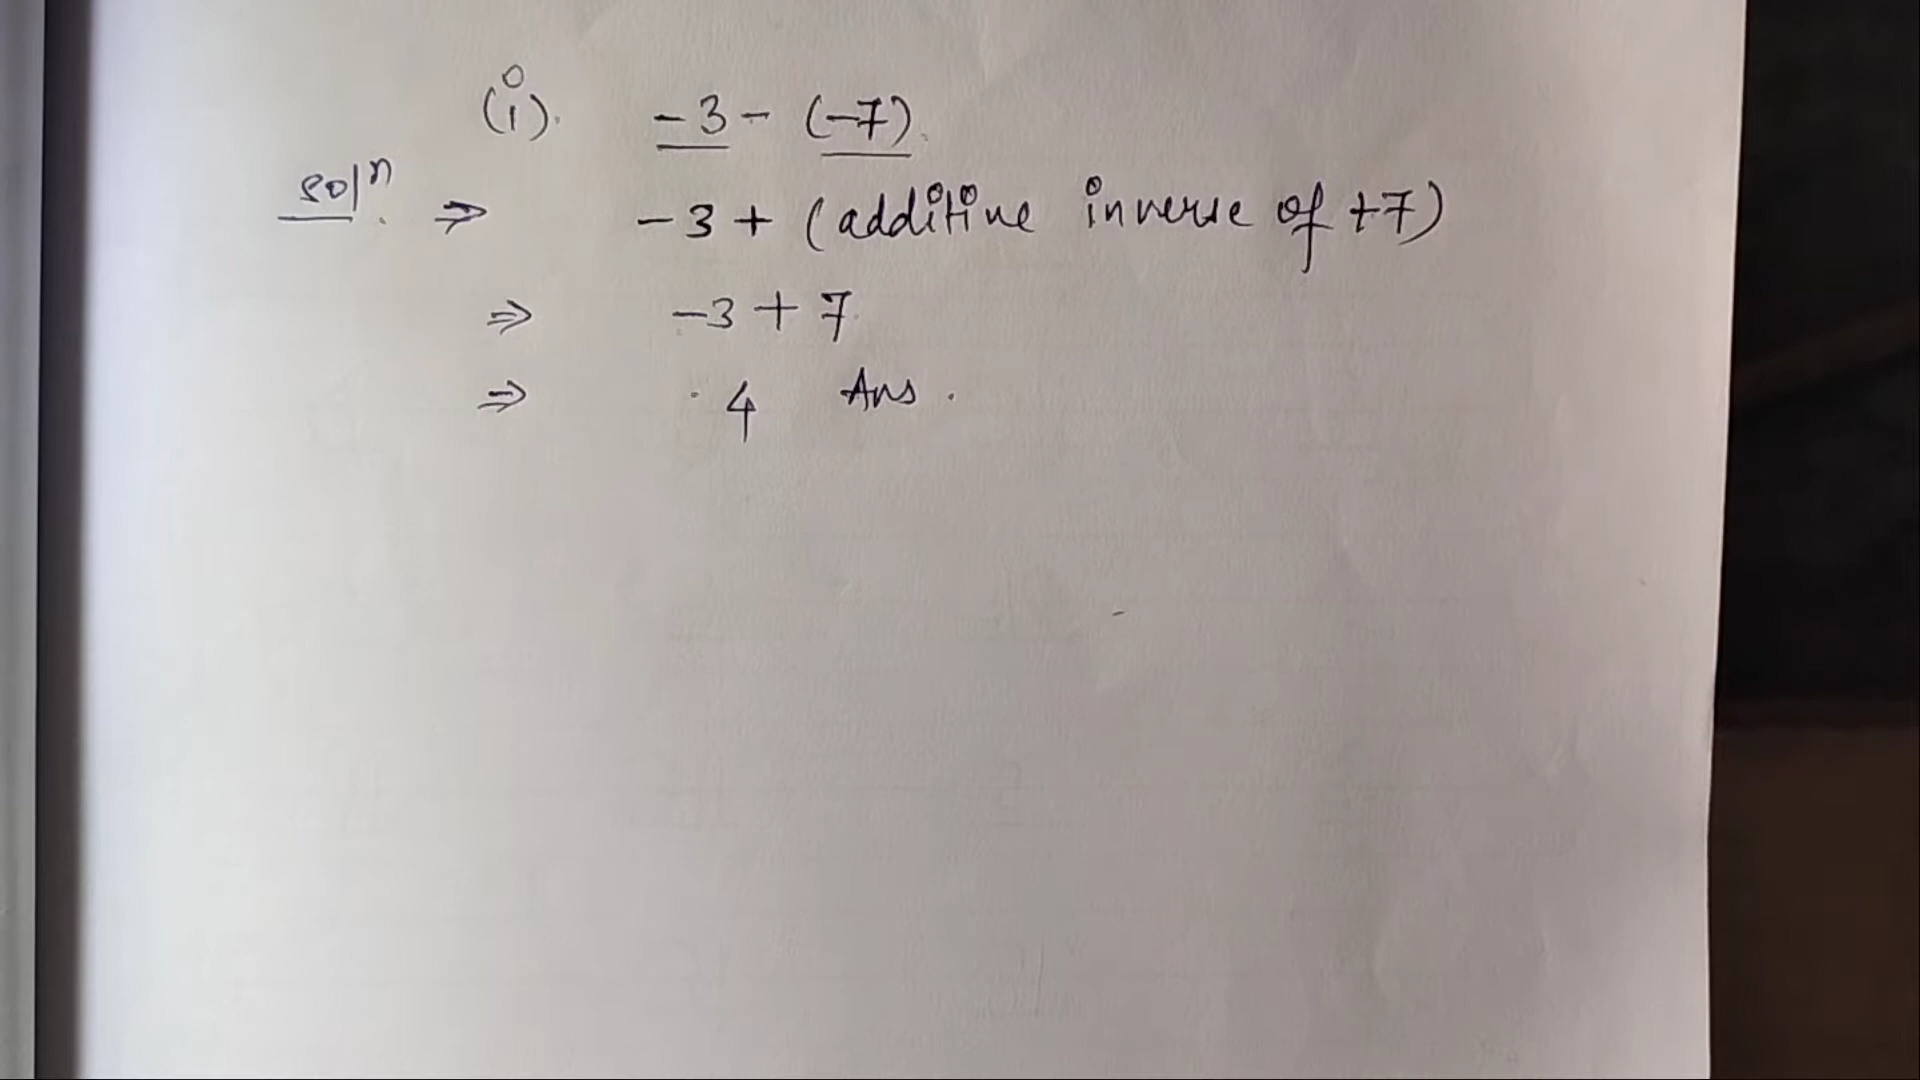 (i). -3 - (-7).
soln. ⇒ -3 + (additive inverse of +7)
⇒ -3 + 7
⇒ 4 Ans.